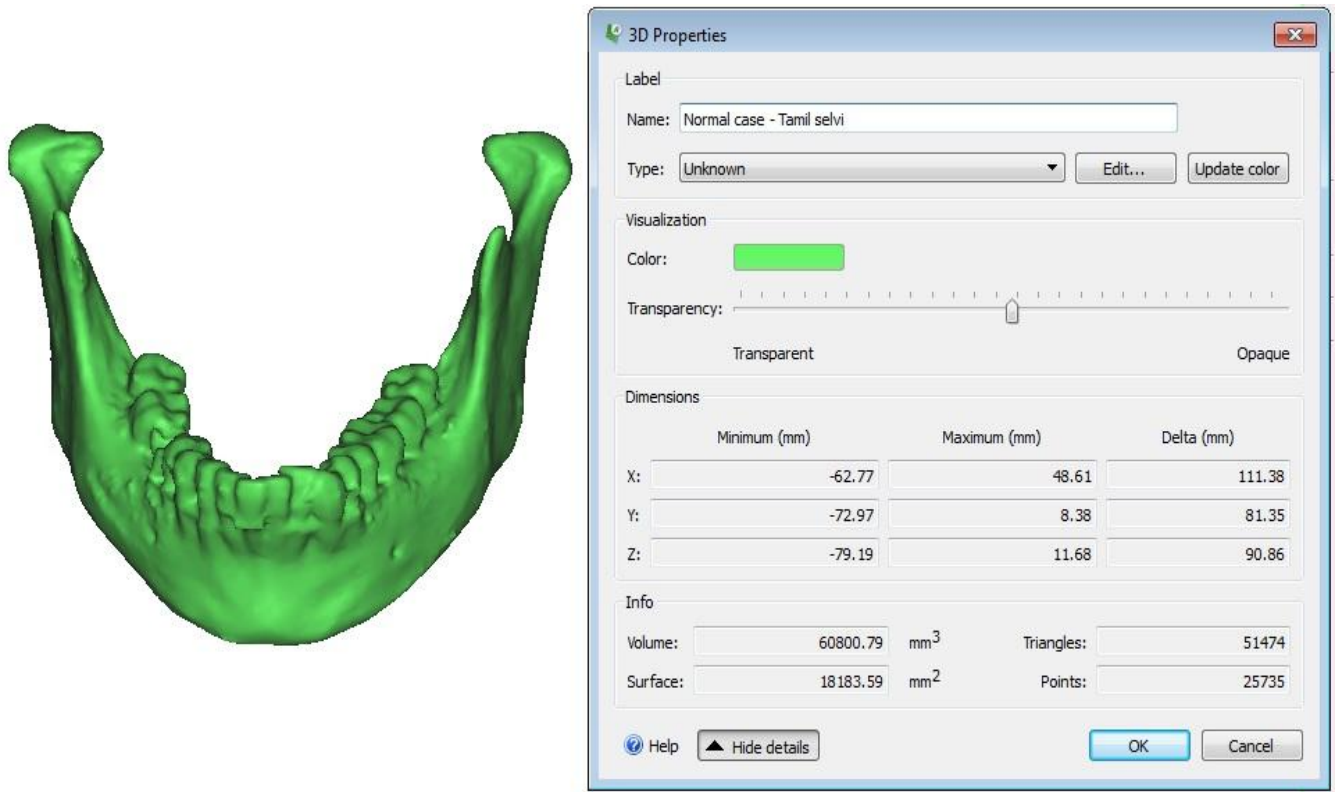 3D Properties
Label
Name: Normal case - Tamil selvi
Type: Unknown Edit... Update color
Visualization
Color:
Transparency:
Transparent Opaque
Dimensions
Minimum (mm) Maximum (mm) Delta (mm)
X: -62.77 48.61 111.38
Y: -72.97 8.38 81.35
Z: -79.19 11.68 90.86
Info
Volume: 60800.79 mm3 Triangles: 51474
Surface: 18183.59 mm2 Points: 25735
Help Hide details OK Cancel